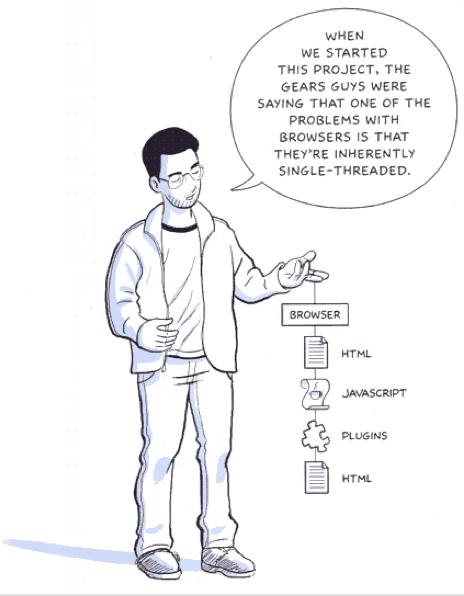 WHEN
WE STARTED
THIS PROJECT, THE
GEARS GUYS WERE
SAYING THAT ONE OF THE
PROBLEMS WITH
BROWSERS IS THAT
THEY'RE INHERENTLY
SINGLE-THREADED.
BROWSER
HTML
JAVASCRIPT
PLUGINS
HTML